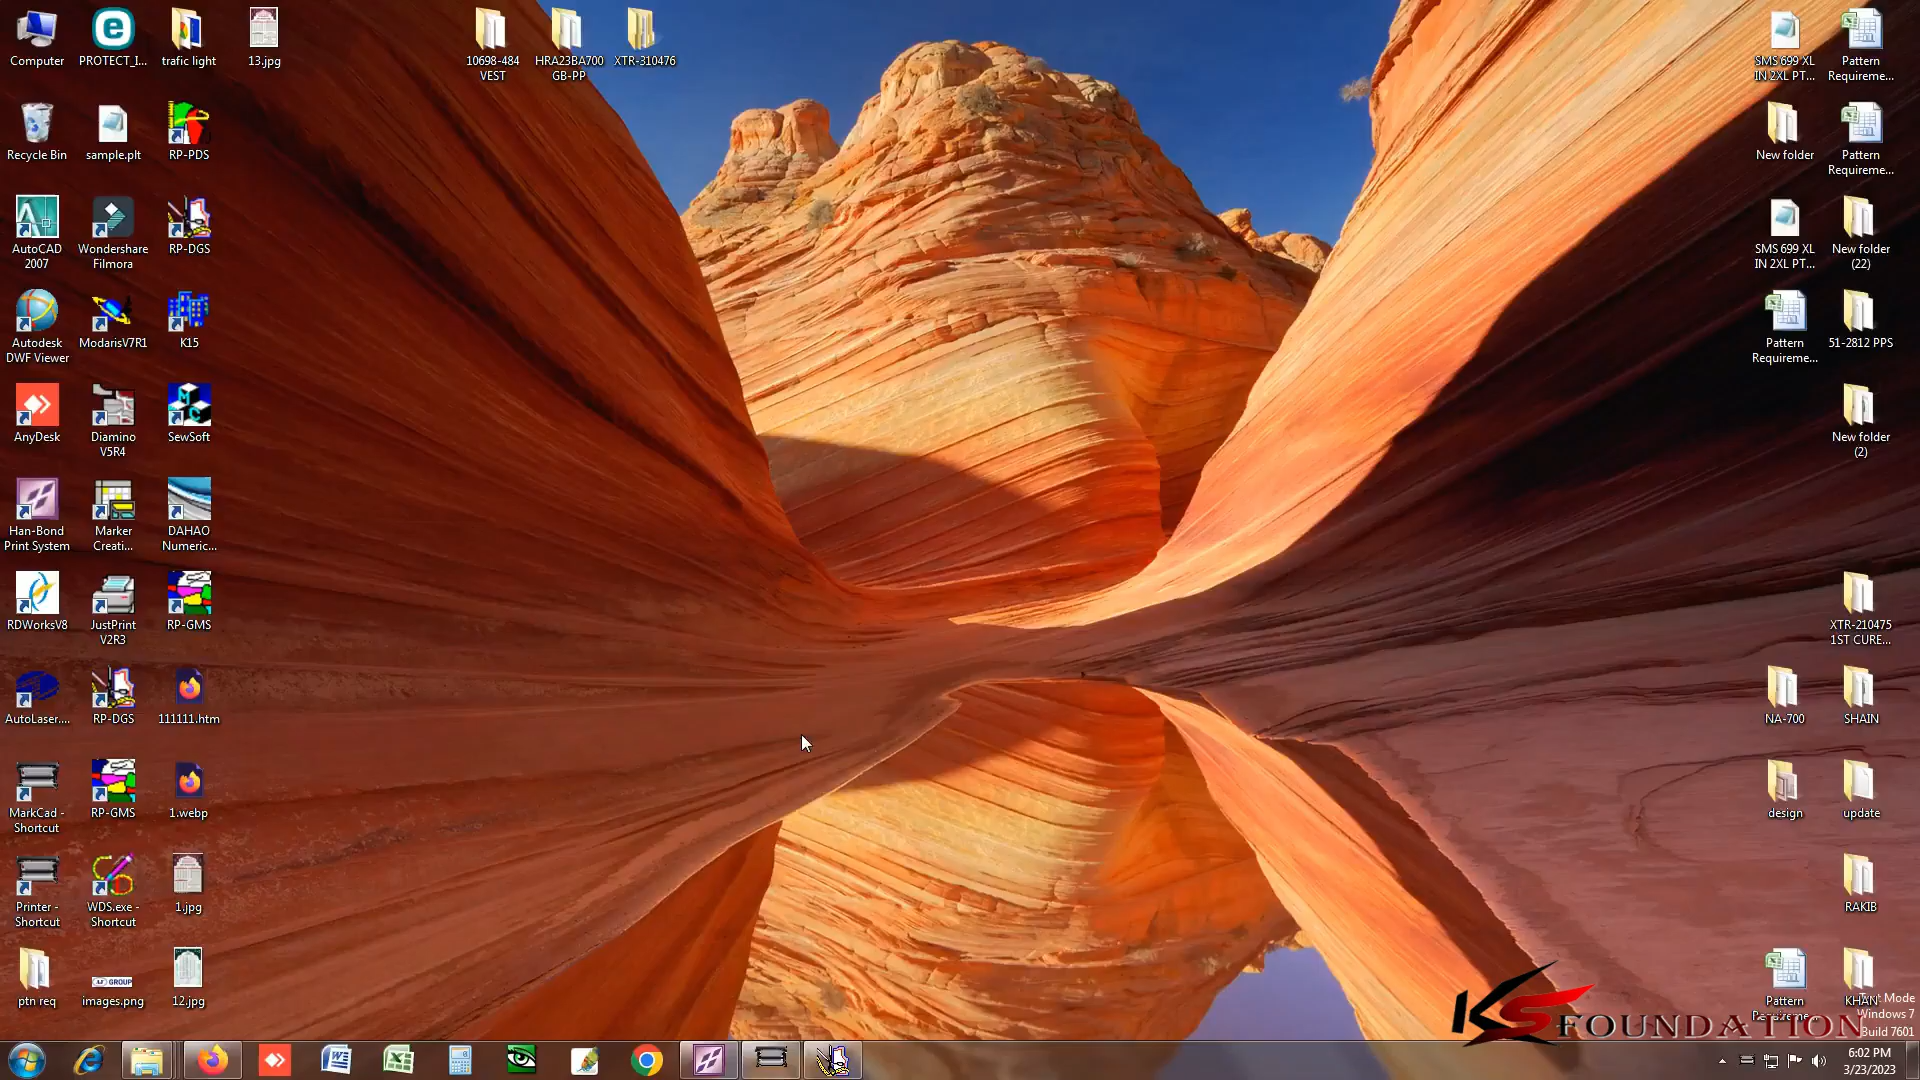 Computer
PROTECT_I...
trafic light
13.jpg
10698-484
VEST
HRA23BA700
GB-PP
XTR-310476
SMS 699 XL
IN 2XL PT...
Pattern
Requireme...
Recycle Bin
sample.plt
RP-PDS
New folder
Pattern
Requireme...
AutoCAD
2007
Wondershare
Filmora
RP-DGS
SMS 699 XL
IN 2XL PT...
New folder
(22)
Autodesk
DWF Viewer
ModarisV7R1
K15
Pattern
Requireme...
51-2812 PPS
AnyDesk
Diamino
V5R4
SewSoft
New folder
(2)
Han-Bond
Print System
Marker
Creati...
DAHAO
Numeric...
RDWorksV8
JustPrint
V2R3
RP-GMS
XTR-210475
1ST CURE...
AutoLaser....
RP-DGS
111111.htm
NA-700
SHAIN
MarkCad -
Shortcut
RP-GMS
1.webp
design
update
Printer -
Shortcut
WDS.exe -
Shortcut
1.jpg
RAKIB
ptn req
GROUP
images.png
12.jpg
Pattern
KHAN
Mode
Windows 7
Build 7601
KS FOUNDATION
6:02 PM
3/23/2023